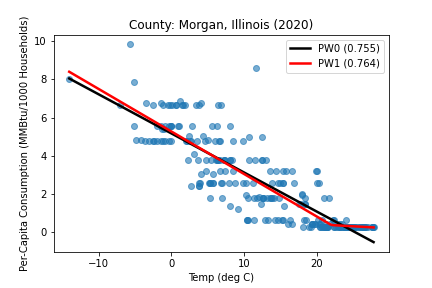 County: Morgan, Illinois (2020)
Per-Capita Consumption (MMBtu/1000 Households)
10
8
6
4
2
0
PW0 (0.755)
PW1 (0.764)
−10
0
10
20
Temp (deg C)